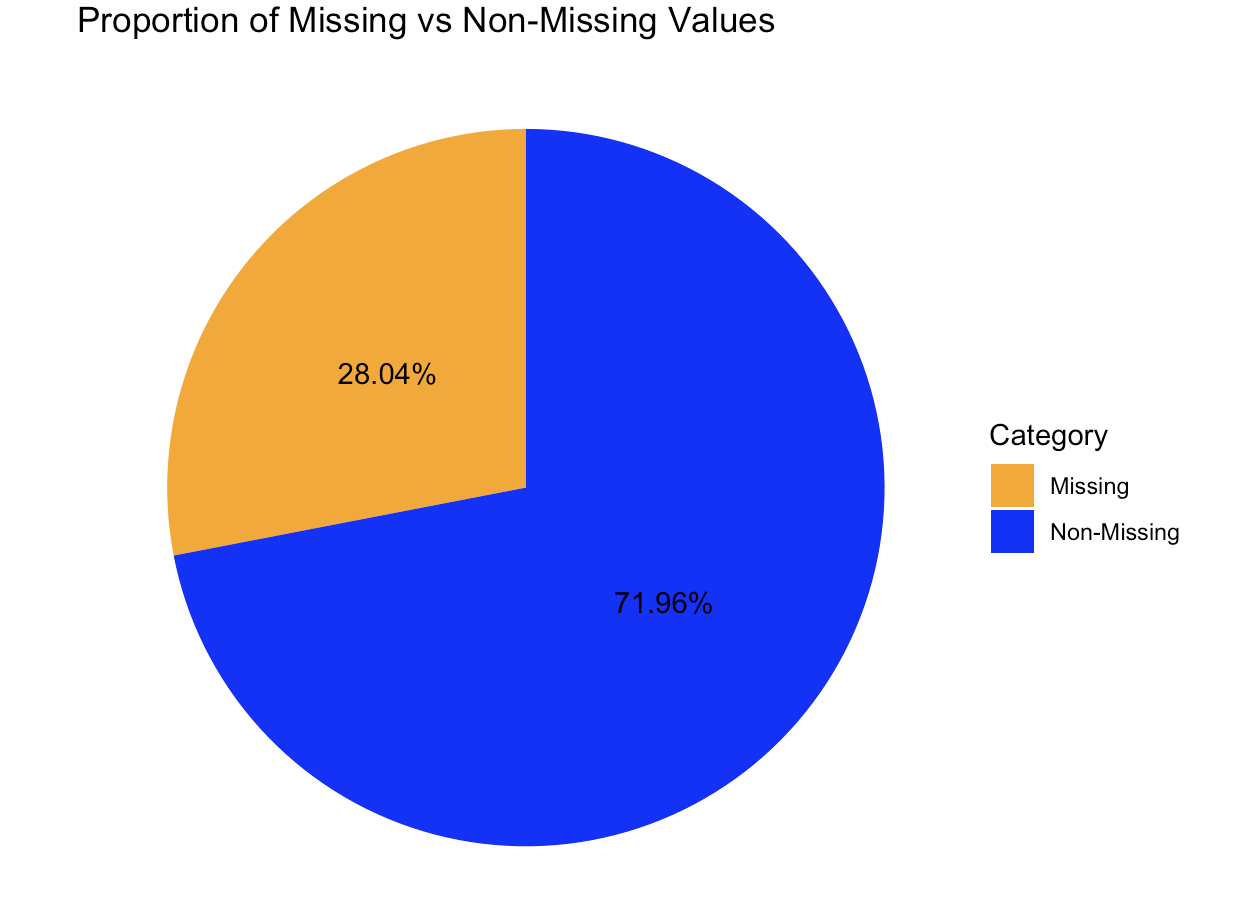 Proportion of Missing vs Non-Missing Values
28.04%
71.96%
Category
Missing
Non-Missing